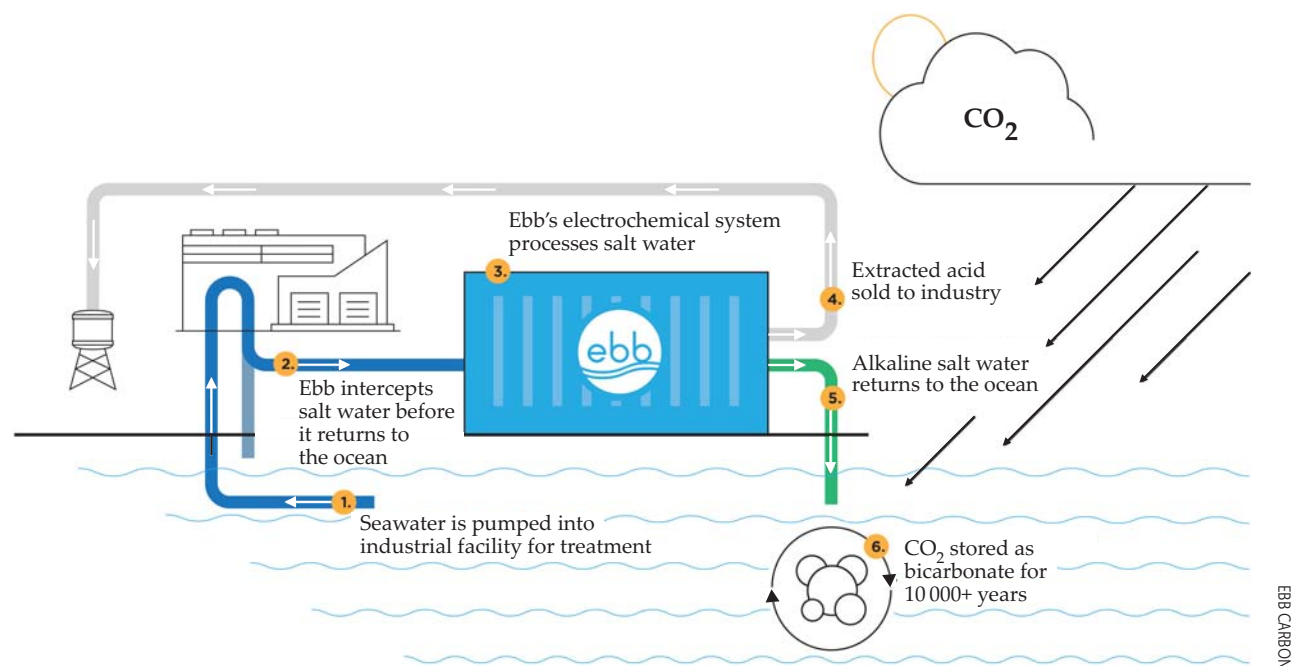 CO₂
Ebb's electrochemical system
processes salt water
3.
ebb
4.
Extracted acid
sold to industry
2.
Ebb intercepts
salt water before
it returns to
the ocean
Alkaline salt water
returns to the ocean
5.
1.
Seawater is pumped into
industrial facility for treatment
6.
CO₂ stored as
bicarbonate for
10 000+ years
EBB CARBON